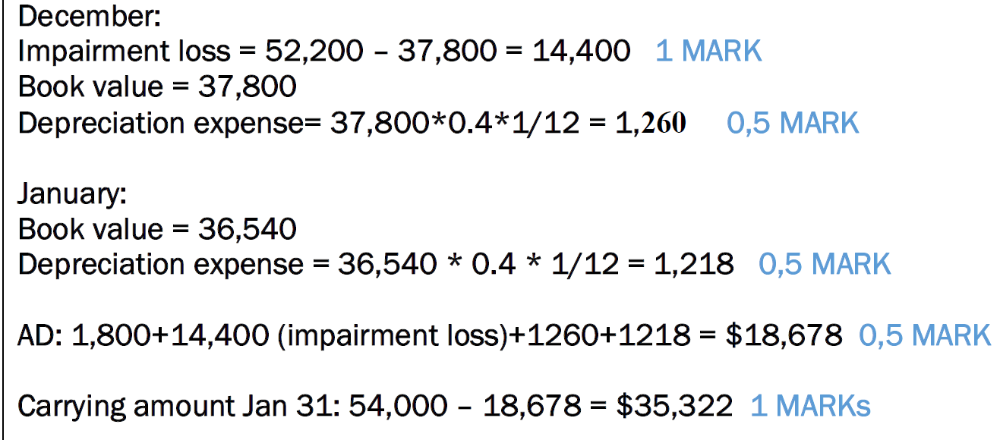 December:
Impairment loss = 52,200 – 37,800 = 14,400 1 MARK
Book value = 37,800
Depreciation expense= 37,800*0.4*1/12 = 1,260 0,5 MARK
January:
Book value = 36,540
Depreciation expense = 36,540 * 0.4 * 1/12 = 1,218 0,5 MARK
AD: 1,800+14,400 (impairment loss)+1260+1218 = $18,678 0,5 MARK
Carrying amount Jan 31: 54,000 – 18,678 = $35,322 1 MARKs